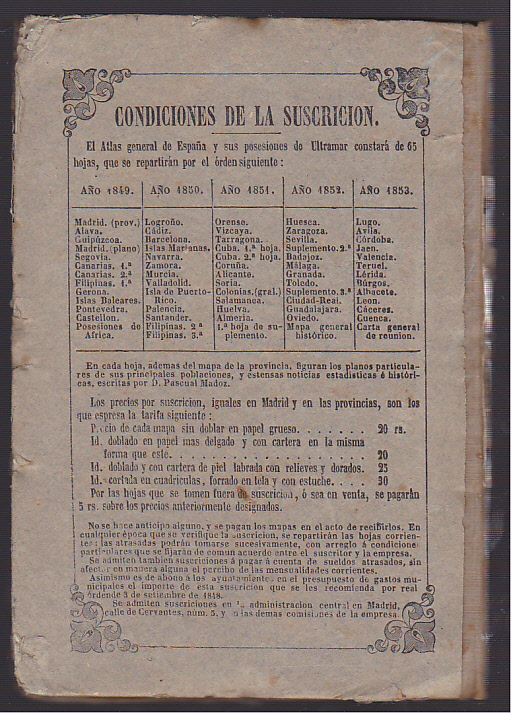 CONDICIONES DE LA SUSCRICION.
El Atlas general de España y sus posesiones de Ultramar constará de 65
hojas, que se repartirán por el órden siguiente:
AÑO 1849. AÑO 1850. AÑO 1851. AÑO 1852. AÑO 1853.
Madrid. (prov.) Logroño. Orense. Huesca. Lugo.
Alava. Cádiz. Vizcaya. Zaragoza. Avila.
Guipúzcoa. Barcelona. Tarragona. Sevilla. Córdoba.
Madrid. (plano) Islas Marianas. Cuba. 1.ª hoja. Suplemento. 2.ª Jaen.
Segovia. Navarra. Cuba. 2.ª hoja. Badajoz. Valencia.
Canarias. 1.ª Zamora. Coruña. Málaga. Teruel.
Canarias. 2.ª Murcia. Alicante. Granada. Lérida.
Filipinas. 1.ª Valladolid. Soria. Toledo. Búrgos.
Gerona. Isla de Puerto- Colonias. (gral.) Suplemento. 3.ª Albacete.
Islas Baleares. Rico. Salamanca. Ciudad-Real. Leon.
Pontevedra. Palencia. Huelva. Guadalajara. Cáceres.
Castellon. Santander. Almeria. Oviedo. Cuenca.
Posesiones de Filipinas. 2.ª 1.ª hoja de su- Mapa general Carta general
Africa. Filipinas. 3.ª plemento. histórico. de reunion.
En cada hoja, ademas del mapa de la provincia, figuran los planos particula-
res de sus principales poblaciones, y estensas noticias estadísticas é históri-
cas, escritas por D. Pascual Madoz.
Los precios por suscricion, iguales en Madrid y en las provincias, son los
que espresa la tarifa siguiente:
Precio de cada mapa sin doblar en papel grueso. . . . . . . 20 rs.
Id. doblado en papel mas delgado y con cartera en la misma
forma que este. . . . . . . . . . . . . . . . . . . . 20
Id. doblado y con cartera de piel labrada con relieves y dorados. 25
Id. cortada en cuadrículas, forrado en tela y con estuche. . . . 30
Por las hojas que se tomen fuera de suscricion, ó sea en venta, se pagarán
5 rs. sobre los precios anteriormente designados.
No se hace anticipo alguno, y se pagan los mapas en el acto de recibirlos. En
cualquier época que se verifique la suscricion, se repartirán las hojas corrien-
tes: las atrasadas podrán tomarse sucesivamente, con arreglo á condicione
particulares que se fijarán de comun acuerdo entre el suscritor y la empresa.
Se admiten tambien suscriciones á pagar á cuenta de sueldos atrasados, sin
afectar en manera alguna el percibo de las mensualidades corrientes.
Asimismo es de abono á los ayuntamientos en el presupuesto de gastos mu-
nicipales el importe de esta suscricion que se les recomienda por real
órden de 3 de setiembre de 1848.
Se admiten suscriciones en la administracion central en Madrid,
calle de Cervantes, núm. 5, y en las demas comisiones de la empresa.